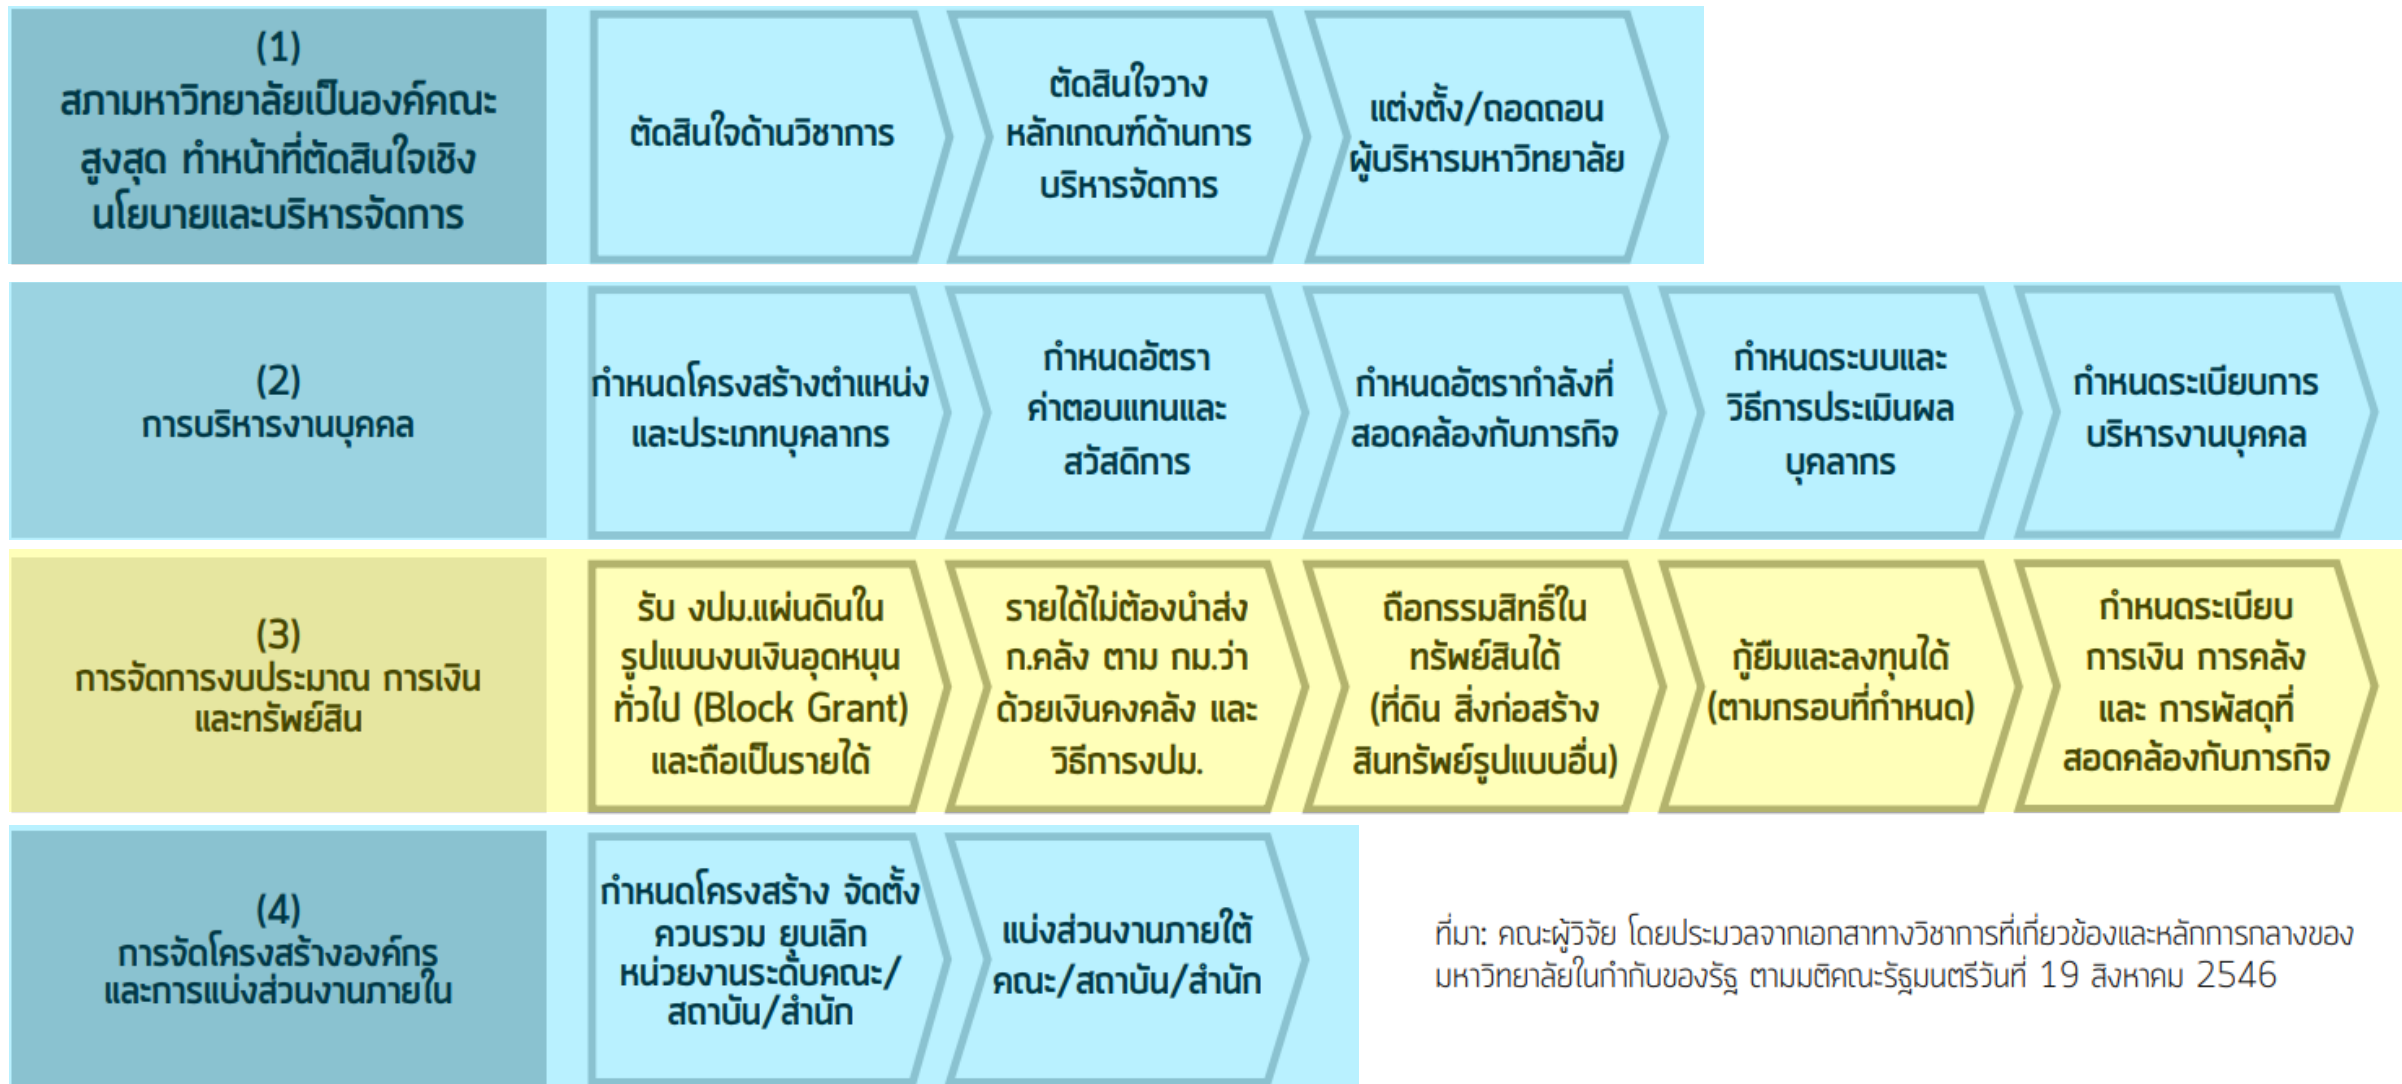 (1)
สภามหาวิทยาลัยเป็นองค์คณะ
สูงสุด ทำหน้าที่ตัดสินใจเชิง
นโยบายและบริหารจัดการ
ตัดสินใจด้านวิชาการ
ตัดสินใจวาง
หลักเกณฑ์ด้านการ
บริหารจัดการ
แต่งตั้ง/ถอดถอน
ผู้บริหารมหาวิทยาลัย
(2)
การบริหารงานบุคคล
กำหนดโครงสร้างตำแหน่ง
และประเภทบุคลากร
กำหนดอัตรา
ค่าตอบแทนและ
สวัสดิการ
กำหนดอัตรากำลังที่
สอดคล้องกับภารกิจ
กำหนดระบบและ
วิธีการประเมินผล
บุคลากร
กำหนดระเบียบการ
บริหารงานบุคคล
(3)
การจัดการงบประมาณ การเงิน
และทรัพย์สิน
รับ งปม.แผ่นดินใน
รูปแบบงบเงินอุดหนุน
ทั่วไป (Block Grant)
และถือเป็นรายได้
รายได้ไม่ต้องนำส่ง
ก.คลัง ตาม กม.ว่า
ด้วยเงินคงคลัง และ
วิธีการงปม.
ถือกรรมสิทธิ์ใน
ทรัพย์สินได้
(ที่ดิน สิ่งก่อสร้าง
สินทรัพย์รูปแบบอื่น)
กู้ยืมและลงทุนได้
(ตามกรอบที่กำหนด)
กำหนดระเบียบ
การเงิน การคลัง
และ การพัสดุที่
สอดคล้องกับภารกิจ
(4)
การจัดโครงสร้างองค์กร
และการแบ่งส่วนงานภายใน
กำหนดโครงสร้าง จัดตั้ง
ควบรวม ยุบเลิก
หน่วยงานระดับคณะ/
สถาบัน/สำนัก
แบ่งส่วนงานภายใต้
คณะ/สถาบัน/สำนัก
ที่มา: คณะผู้วิจัย โดยประมวลจากเอกสาทางวิชาการที่เกี่ยวข้องและหลักการกลางของ
มหาวิทยาลัยในกำกับของรัฐ ตามมติคณะรัฐมนตรีวันที่ 19 สิงหาคม 2546